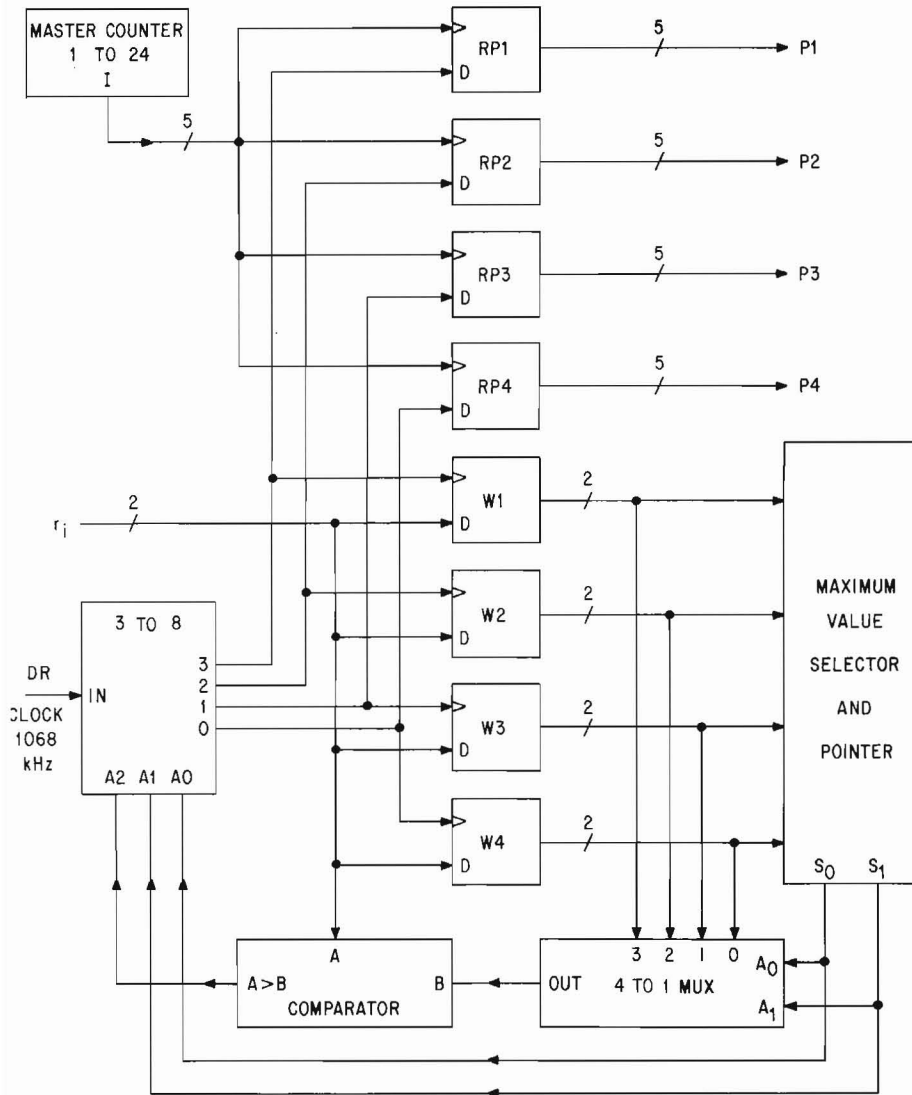 MASTER COUNTER
1 TO 24
I
5
RP1
D
5
P1
RP2
D
5
P2
RP3
D
5
P3
RP4
D
5
P4
r_i
2
W1
D
2
W2
D
2
W3
D
2
W4
D
2
MAXIMUM
VALUE
SELECTOR
AND
POINTER
S0 S1
3 TO 8
DR
CLOCK
1068
kHz
IN
3
2
1
0
A2 A1 A0
A
A>B B
COMPARATOR
3 2 1 0
OUT 4 TO 1 MUX
A0
A1